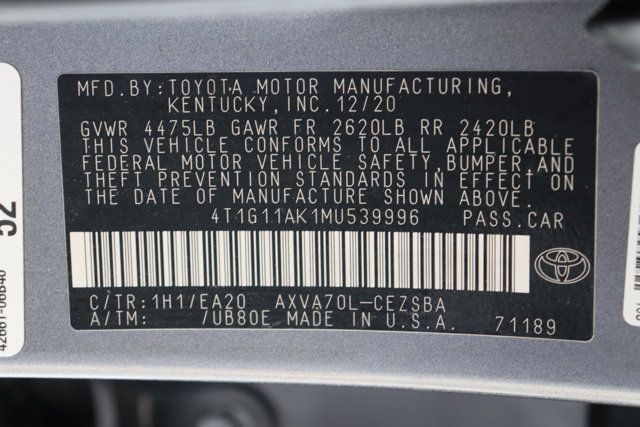 MFD.BY:TOYOTA MOTOR MANUFACTURING,
KENTUCKY,INC.12/20
GVWR 4475LB GAWR FR 2620LB RR 2420LB
THIS VEHICLE CONFORMS TO ALL APPLICABLE
FEDERAL MOTOR VEHICLE SAFETY,BUMPER,AND
THEFT PREVENTION STANDARDS IN EFFECT ON
THE DATE OF MANUFACTURE SHOWN ABOVE.
4T1G11AK1MU539996 PASS.CAR
C/TR:1H1/EA20 AXVA70L-CEZSBA
A/TM: /UB80E MADE IN U.S.A. 71189
52